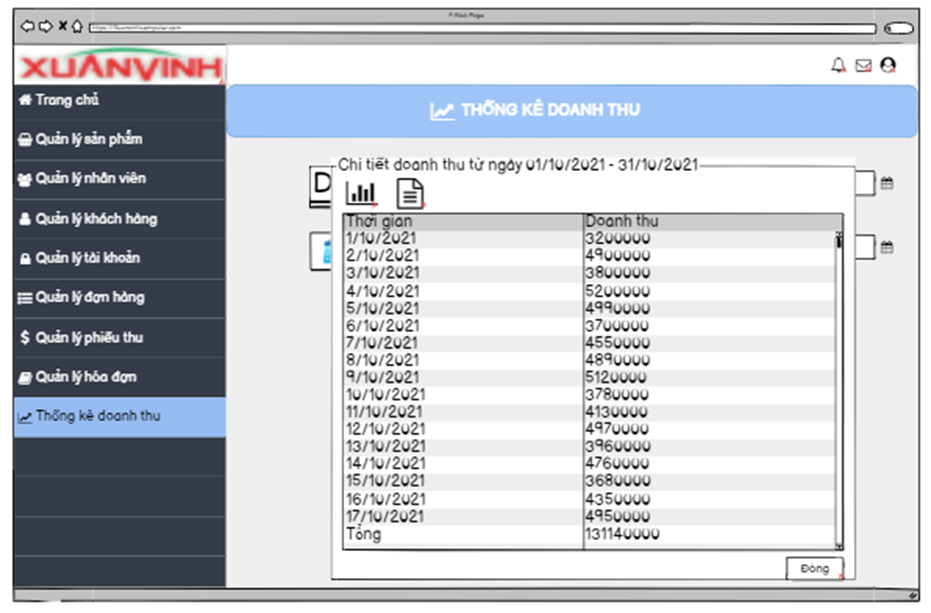 A Web Page
XUÂNVINH
Trang chủ
Quản lý sản phẩm
Quản lý nhân viên
Quản lý khách hàng
Quản lý tài khoản
Quản lý đơn hàng
Quản lý phiếu thu
Quản lý hóa đơn
Thống kê doanh thu
THỐNG KÊ DOANH THU
Chi tiết doanh thu từ ngày 01/10/2021 - 31/10/2021
D
Thời gian Doanh thu
1/10/2021 3200000
2/10/2021 4900000
3/10/2021 3800000
4/10/2021 5200000
5/10/2021 4990000
6/10/2021 3700000
7/10/2021 4550000
8/10/2021 4890000
9/10/2021 5120000
10/10/2021 3780000
11/10/2021 4130000
12/10/2021 4970000
13/10/2021 3960000
14/10/2021 4760000
15/10/2021 3680000
16/10/2021 4350000
17/10/2021 4950000
Tổng 131140000
Đóng